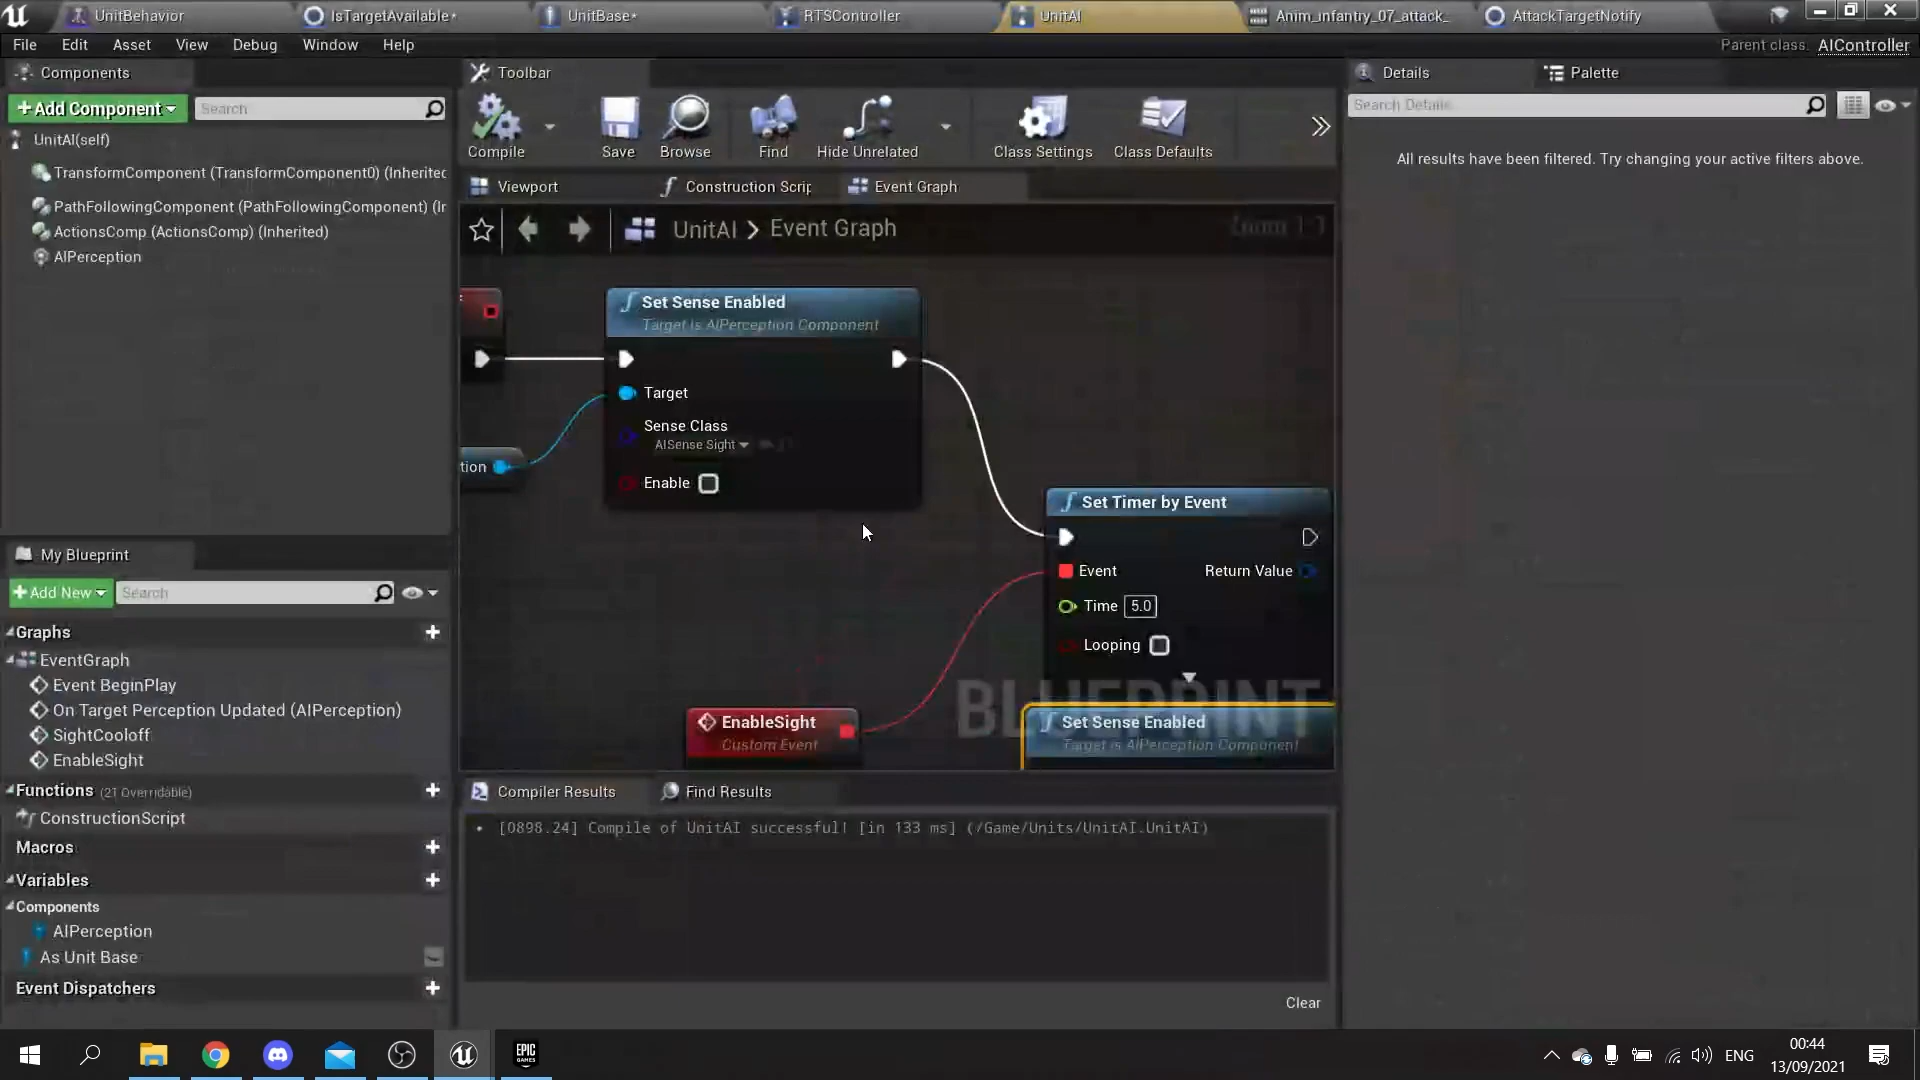 UnitBehavior
IsTargetAvailable*
UnitBase*
RTSController
UnitAI
Anim_infantry_07_attack_
AttackTargetNotify
File Edit Asset View Debug Window Help
Parent class: AIController
Components
Toolbar
Details
Palette
+Add Component
Search
Search Details
UnitAI(self)
TransformComponent (TransformComponent0) (Inheritec
PathFollowingComponent (PathFollowingComponent) (Ir
ActionsComp (ActionsComp) (Inherited)
AIPerception
Compile
Save
Browse
Find
Hide Unrelated
Class Settings
Class Defaults
All results have been filtered. Try changing your active filters above.
Viewport
Construction Scrip
Event Graph
UnitAI > Event Graph
Set Sense Enabled
Target is AIPerception Component
Target
Sense Class
AISense Sight
tion
Enable
Set Timer by Event
Event
Return Value
Time 5.0
Looping
BLUEPRINT
EnableSight
Custom Event
Set Sense Enabled
Target is AIPerception Component
My Blueprint
+Add New
Search
Graphs
EventGraph
Event BeginPlay
On Target Perception Updated (AIPerception)
SightCooloff
EnableSight
Functions (21 Overridable)
ConstructionScript
Macros
Variables
Components
AIPerception
As Unit Base
Event Dispatchers
Compiler Results
Find Results
• [0898.24] Compile of UnitAI successful! [in 133 ms] (/Game/Units/UnitAI.UnitAI)
Clear
EPIC
GAMES
ENG
00:44
13/09/2021